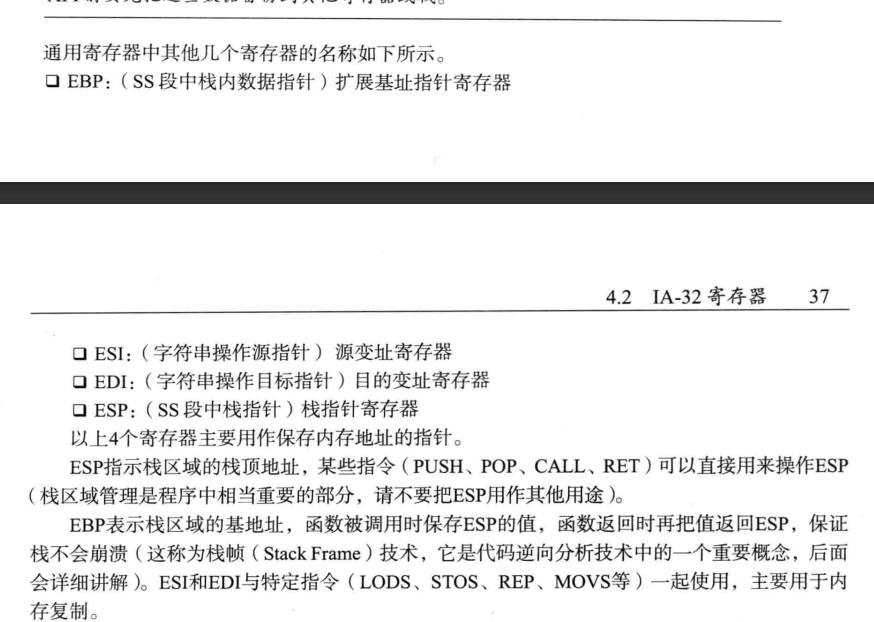 通用寄存器中其他几个寄存器的名称如下所示。
❑ EBP：（SS 段中栈内数据指针）扩展基址指针寄存器
4.2 IA-32 寄存器 37
❑ ESI：（字符串操作源指针） 源变址寄存器
❑ EDI：（字符串操作目标指针）目的变址寄存器
❑ ESP：（SS 段中栈指针）栈指针寄存器
以上4个寄存器主要用作保存内存地址的指针。
ESP指示栈区域的栈顶地址，某些指令（PUSH、POP、CALL、RET）可以直接用来操作ESP
（栈区域管理是程序中相当重要的部分，请不要把ESP用作其他用途）。
EBP表示栈区域的基地址，函数被调用时保存ESP的值，函数返回时再把值返回ESP，保证
栈不会崩溃（这称为栈帧（Stack Frame）技术，它是代码逆向分析技术中的一个重要概念，后面
会详细讲解）。ESI和EDI与特定指令（LODS、STOS、REP、MOVS等）一起使用，主要用于内
存复制。